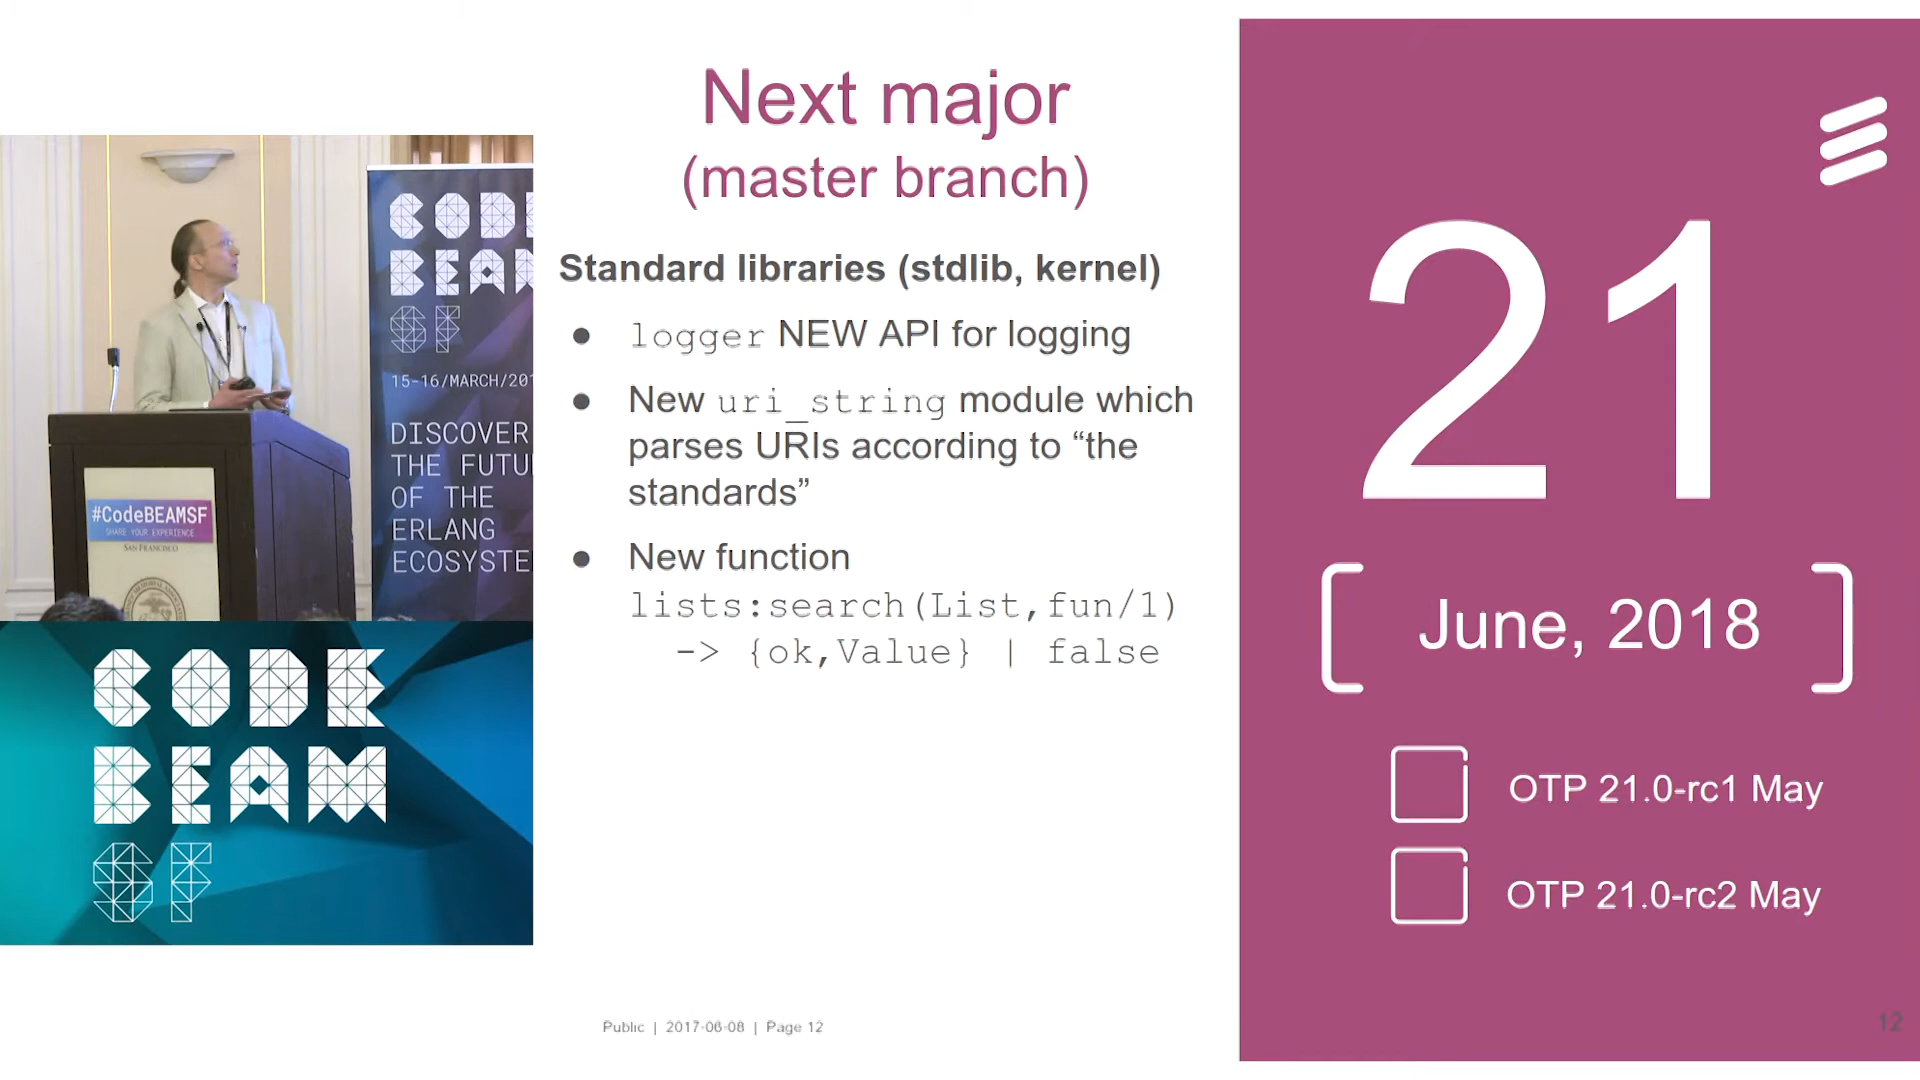 Next major
(master branch)
Standard libraries (stdlib, kernel)
● logger NEW API for logging
● New uri_string module which
parses URIs according to “the
standards”
● New function
lists:search(List,fun/1)
-> {ok,Value} | false
Public | 2017-06-08 | Page 12
21
[ June, 2018 ]
OTP 21.0-rc1 May
OTP 21.0-rc2 May
12
CODE
BEAM
SF
15-16/MARCH/201
DISCOVER
THE FUTU
OF THE
ERLANG
ECOSYSTE
#CodeBEAMSF
SHARE YOUR EXPERIENCE
SAN FRANCISCO
CODE
BEAM
SF